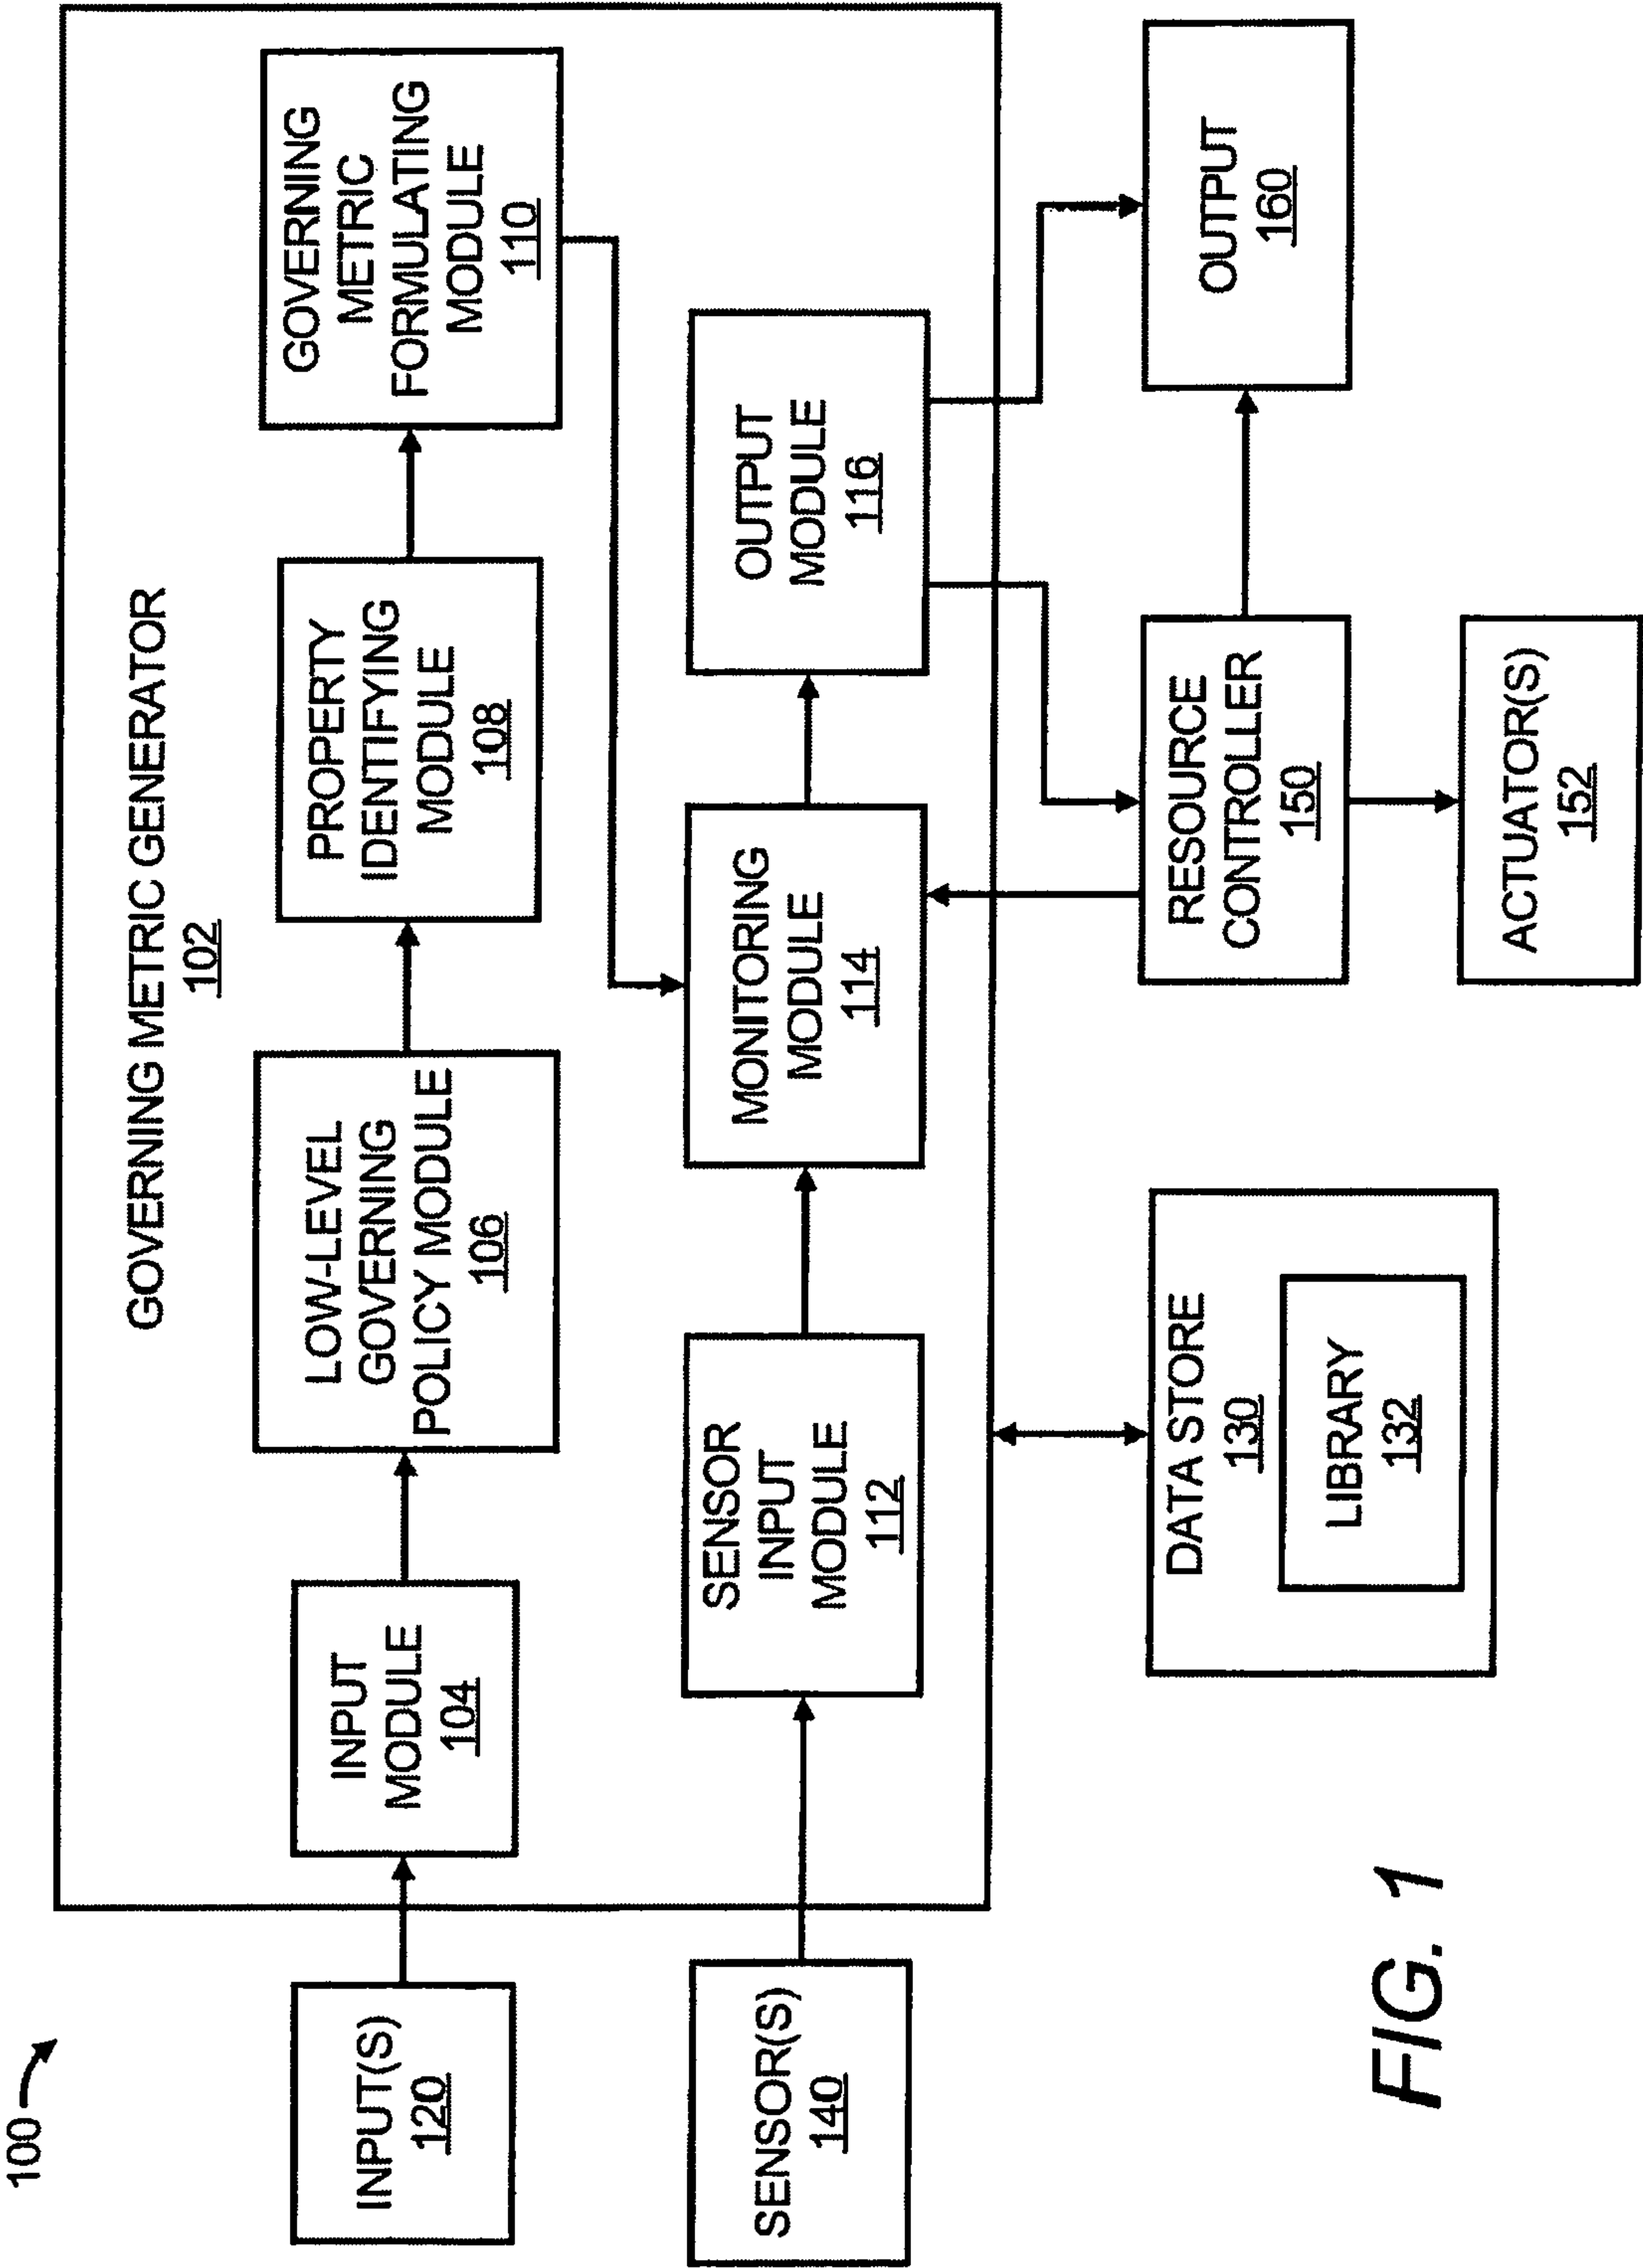 100
GOVERNING METRIC GENERATOR
102
INPUT(S)
120
INPUT
MODULE
104
LOW-LEVEL
GOVERNING
POLICY MODULE
106
PROPERTY
IDENTIFYING
MODULE
108
GOVERNING
METRIC
FORMULATING
MODULE
110
SENSOR(S)
140
SENSOR
INPUT
MODULE
112
MONITORING
MODULE
114
OUTPUT
MODULE
116
DATA STORE
130
LIBRARY
132
RESOURCE
CONTROLLER
150
OUTPUT
160
ACTUATOR(S)
152
FIG. 1